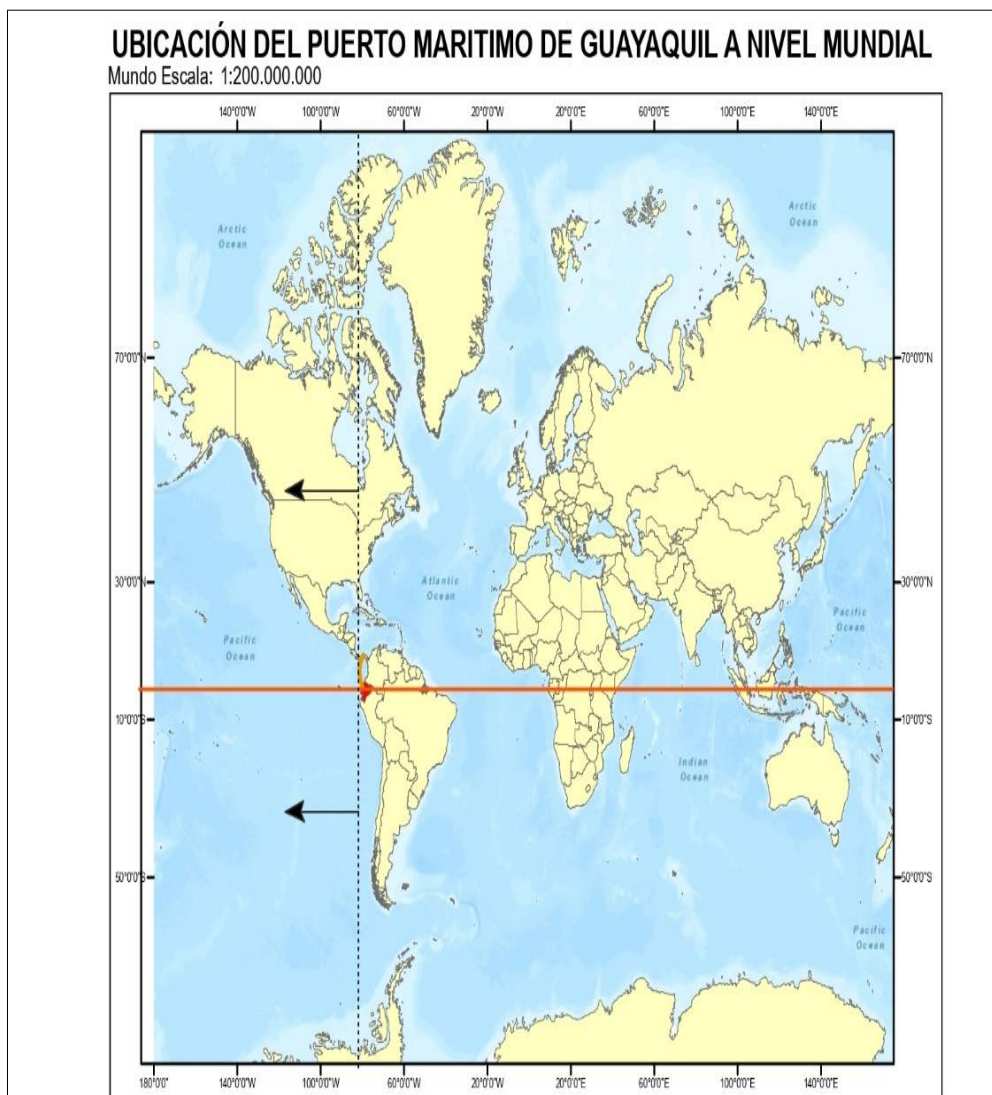 UBICACIÓN DEL PUERTO MARITIMO DE GUAYAQUIL A NIVEL MUNDIAL
Mundo Escala: 1:200.000.000
140°0'0"W 100°0'0"W 60°0'0"W 20°0'0"W 20°0'0"E 60°0'0"E 100°0'0"E 140°0'0"E
Arctic
Ocean
Arctic
Ocean
70°0'0"N 70°0'0"N
30°0'0"N 30°0'0"N
Atlantic
Ocean
Pacific
Ocean
Pacific
Ocean
10°0'0"S 10°0'0"S
Indian
Ocean
50°0'0"S 50°0'0"S
Pacific
Ocean
180°0'0" 140°0'0"W 100°0'0"W 60°0'0"W 20°0'0"W 20°0'0"E 60°0'0"E 100°0'0"E 140°0'0"E